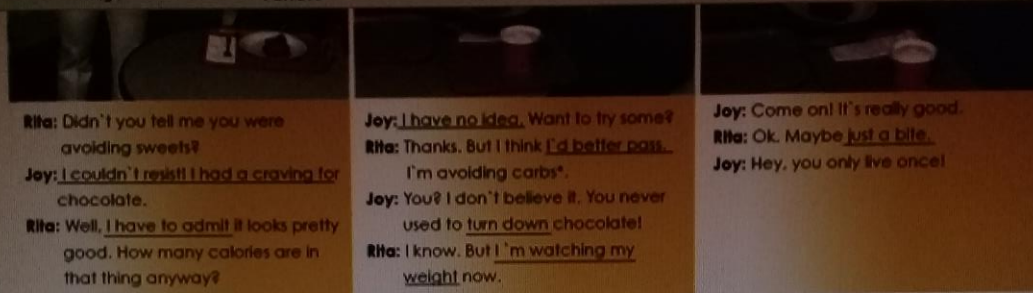 Rita: Didn't you tell me you were
avoiding sweets?
Joy: I couldn't resist! I had a craving for
chocolate.
Rita: Well, I have to admit it looks pretty
good. How many calories are in
that thing anyway?
Joy: I have no idea. Want to try some?
Rita: Thanks. But I think I'd better pass.
I'm avoiding carbs*.
Joy: You? I don't believe it. You never
used to turn down chocolate!
Rita: I know. But I'm watching my
weight now.
Joy: Come on! It's really good.
Rita: Ok. Maybe just a bite.
Joy: Hey, you only live once!